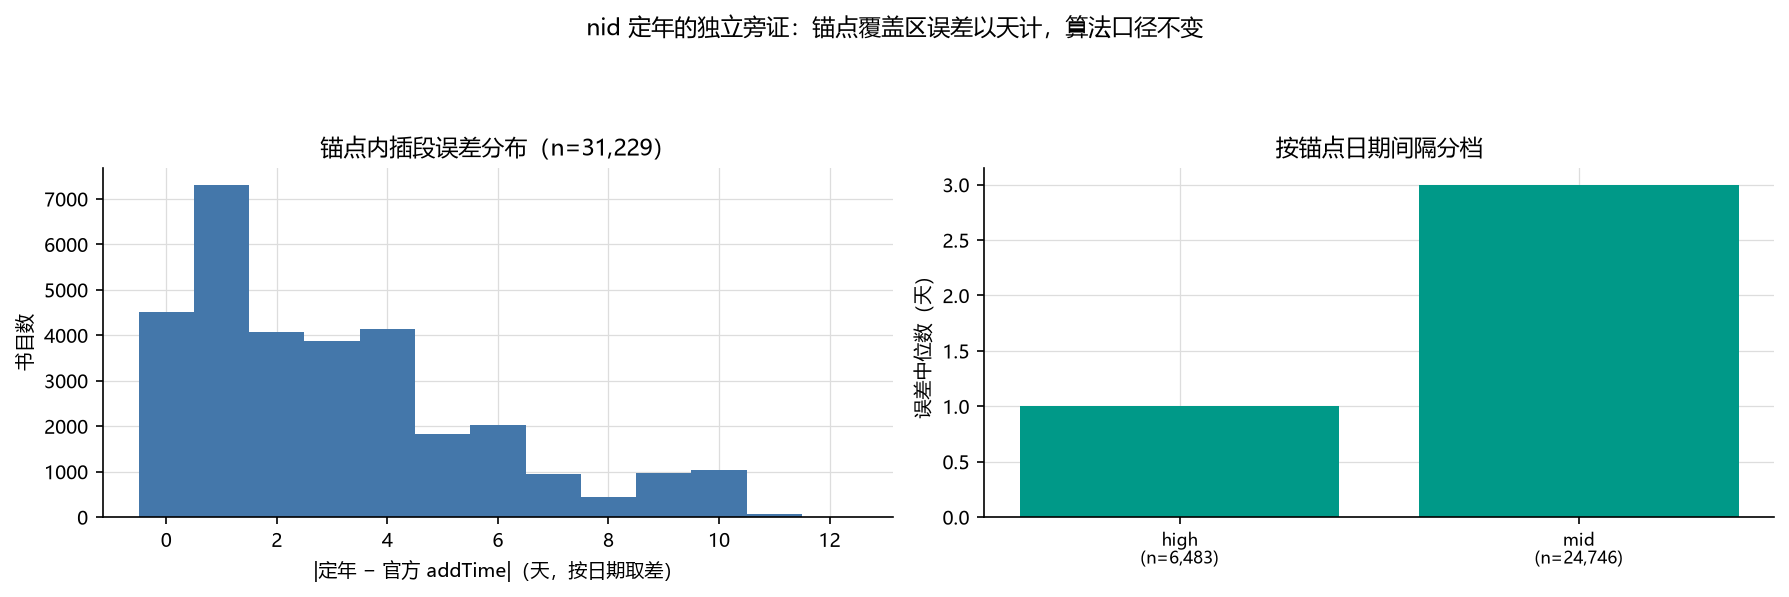 nid 定年的独立旁证：锚点覆盖区误差以天计，算法口径不变
锚点内插段误差分布（n=31,229）
书目数
7000
6000
5000
4000
3000
2000
1000
0
0 2 4 6 8 10 12
|定年 − 官方 addTime|（天，按日期取差）
按锚点日期间隔分档
误差中位数（天）
3.0
2.5
2.0
1.5
1.0
0.5
0.0
high mid
(n=6,483) (n=24,746)